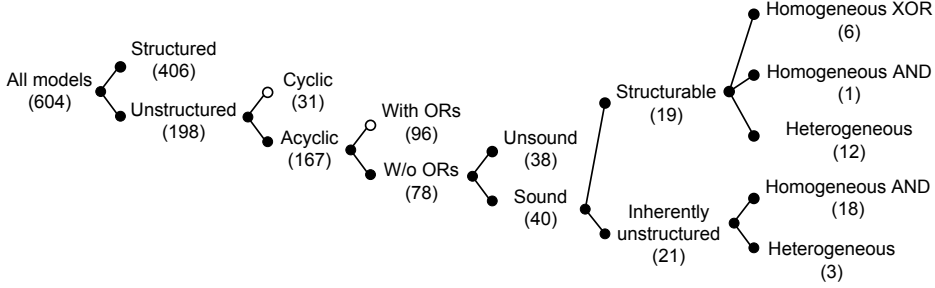 All models
(604)
Structured
(406)
Unstructured
(198)
Cyclic
(31)
Acyclic
(167)
With ORs
(96)
W/o ORs
(78)
Unsound
(38)
Sound
(40)
Structurable
(19)
Inherently
unstructured
(21)
Homogeneous XOR
(6)
Homogeneous AND
(1)
Heterogeneous
(12)
Homogeneous AND
(18)
Heterogeneous
(3)